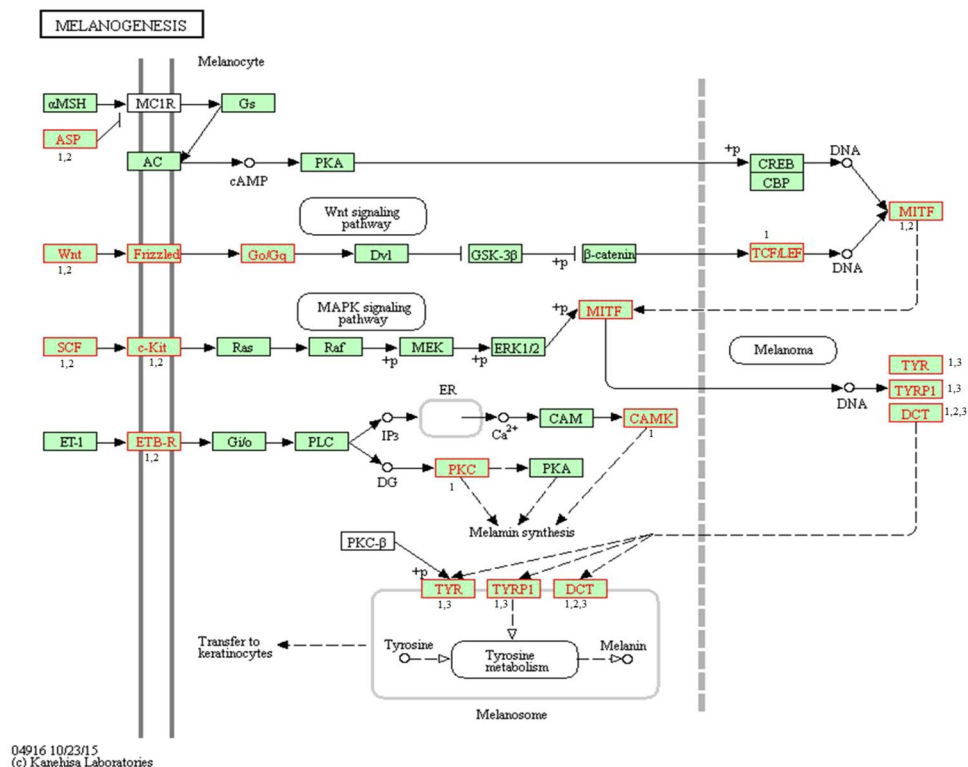 MELANOGENESIS
Melanocyte
αMSH
MC1R
Gs
ASP
1,2
AC
cAMP
PKA
+p
CREB
CBP
DNA
MITF
1,2
Wnt signaling
pathway
Wnt
1,2
Frizzled
Go/Gq
Dvl
GSK-3β
+p
β-catenin
1
TCF/LEF
DNA
MAPK signaling
pathway
+p
MITF
SCF
1,2
c-Kit
1,2
Ras
Raf
+p
MEK
+p
ERK1/2
Melanoma
TYR 1,3
DNA
TYRP1 1,3
DCT 1,2,3
ER
ET-1
ETB-R
1,2
Gi/o
PLC
IP3
Ca2+
CAM
CAMK
1
DG
PKC
1
PKA
Melamin synthesis
PKC-β
+p
TYR
1,3
TYRP1
1,3
DCT
1,2,3
Transfer to
keratinocytes
Tyrosine
Tyrosine
metabolism
Melanin
Melanosome
04916 10/23/15
(c) Kanehisa Laboratories